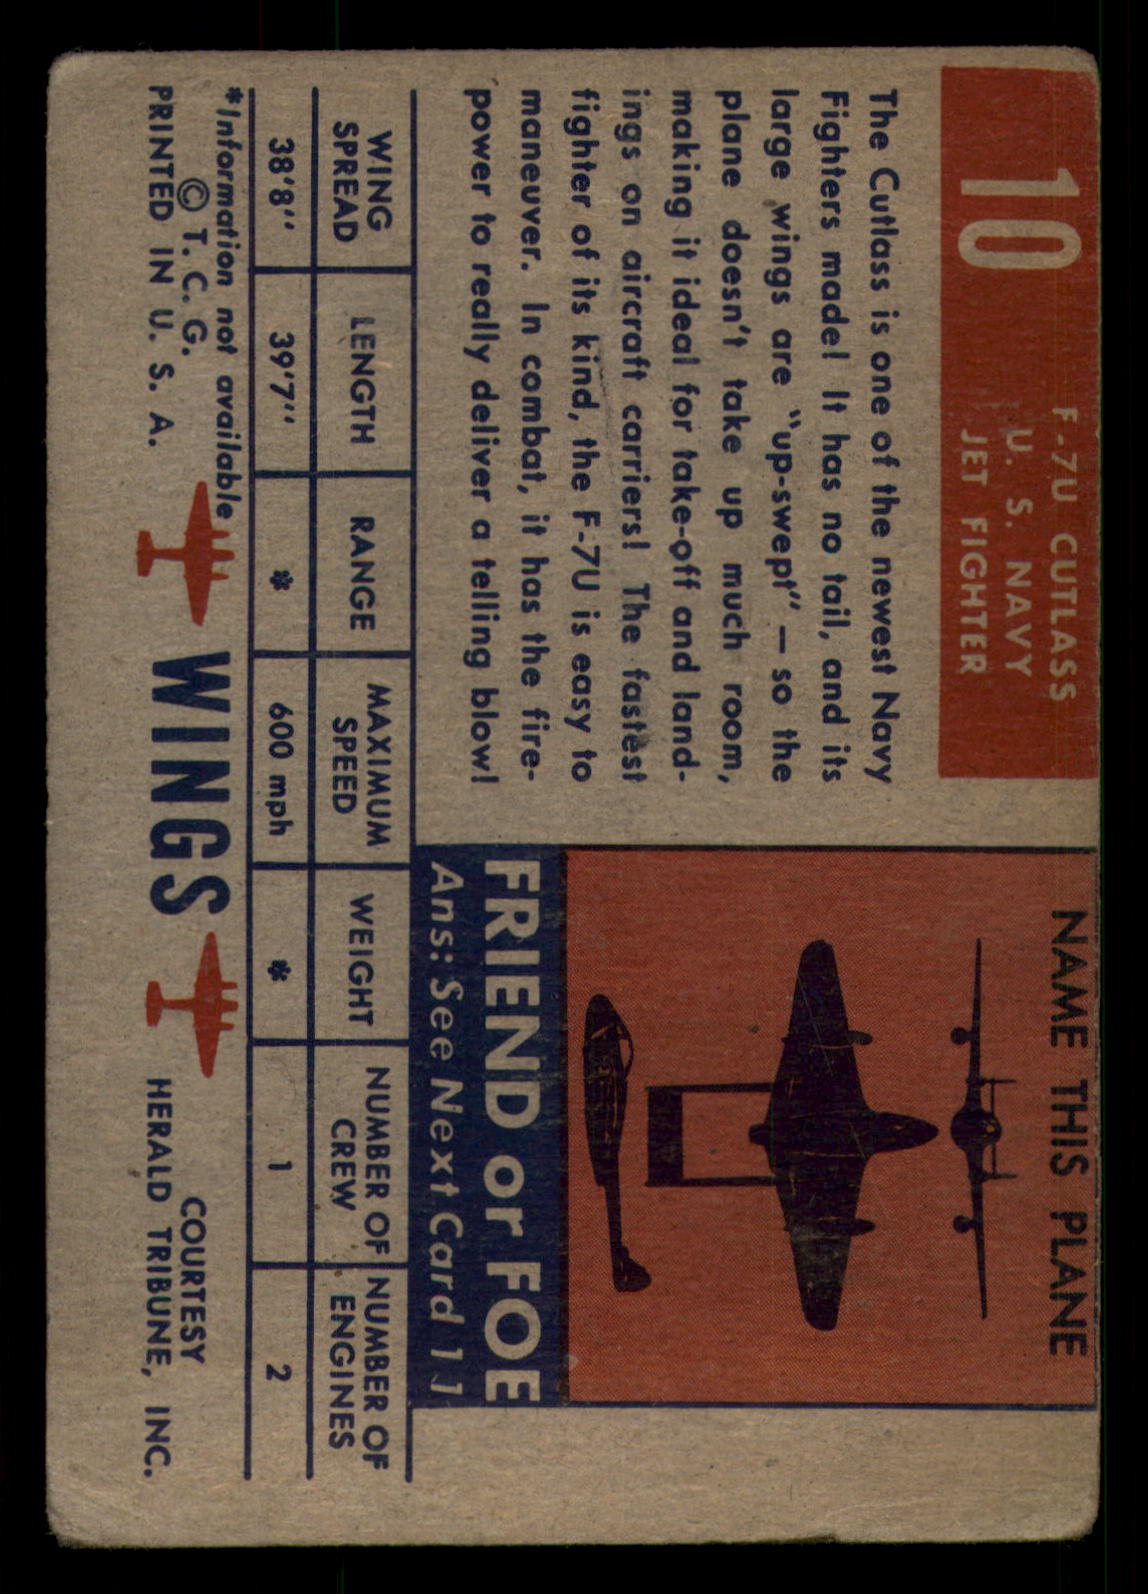 10
F-7U CUTLASS
U. S. NAVY
JET FIGHTER
The Cutlass is one of the newest Navy
Fighters made! It has no tail, and its
large wings are "up-swept" — so the
plane doesn't take up much room,
making it ideal for take-off and land-
ings on aircraft carriers! The fastest
fighter of its kind, the F-7U is easy to
maneuver. In combat, it has the fire-
power to really deliver a telling blow!
NAME THIS PLANE
FRIEND or FOE
Ans: See Next Card 11
WING SPREAD LENGTH RANGE MAXIMUM SPEED WEIGHT NUMBER OF CREW NUMBER OF ENGINES
38'8'' 39'7'' * 600 mph * 1 2
*Information not available
© T. C. G.
PRINTED IN U. S. A.
WINGS
COURTESY
HERALD TRIBUNE, INC.